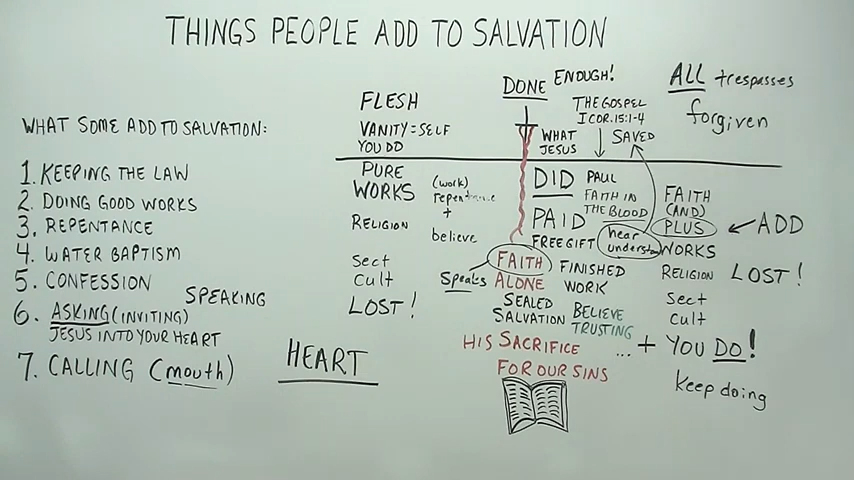 THINGS PEOPLE ADD TO SALVATION
WHAT SOME ADD TO SALVATION:
1. KEEPING THE LAW
2. DOING GOOD WORKS
3. REPENTANCE
4. WATER BAPTISM
5. CONFESSION
SPEAKING
6. ASKING (INVITING)
JESUS INTO YOUR HEART
7. CALLING (mouth)
HEART
FLESH
VANITY = SELF
YOU DO
PURE
WORKS
RELIGION
Sect
Cult
LOST!
(work)
repentance
+
believe
Speaks
DONE
ENOUGH!
THE GOSPEL
I COR. 15:1-4
WHAT
JESUS
SAVED
DID
PAUL
FAITH IN
THE BLOOD
PAID
FREE GIFT
hear
understand
FAITH
ALONE
FINISHED
WORK
SEALED
SALVATION
BELIEVE
TRUSTING
...
HIS SACRIFICE
FOR OUR SINS
ALL trespasses
forgiven
FAITH
(AND)
PLUS
ADD
WORKS
RELIGION
LOST!
Sect
Cult
+ YOU DO!
Keep doing